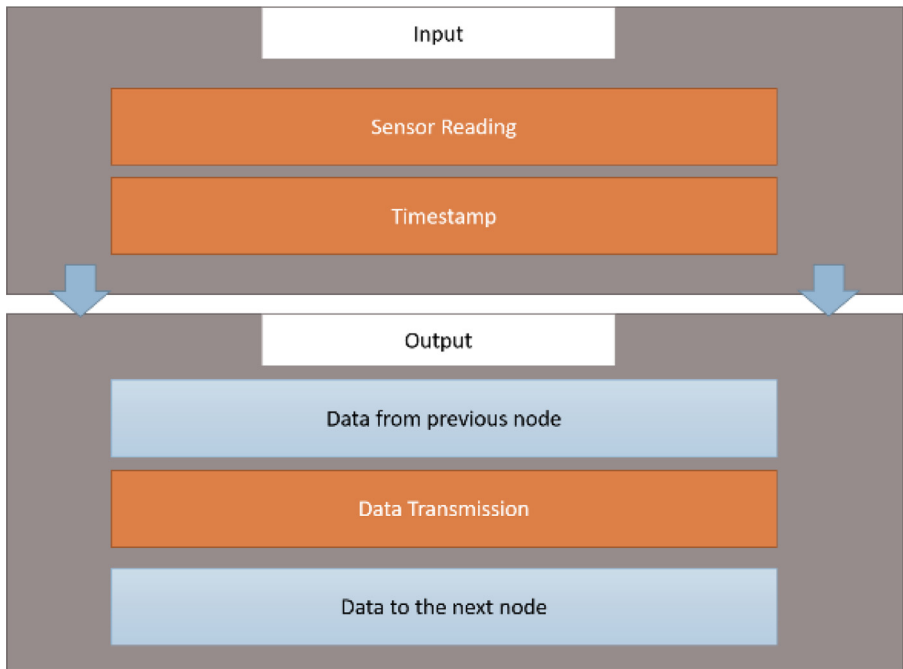 Input
Sensor Reading
Timestamp
Output
Data from previous node
Data Transmission
Data to the next node